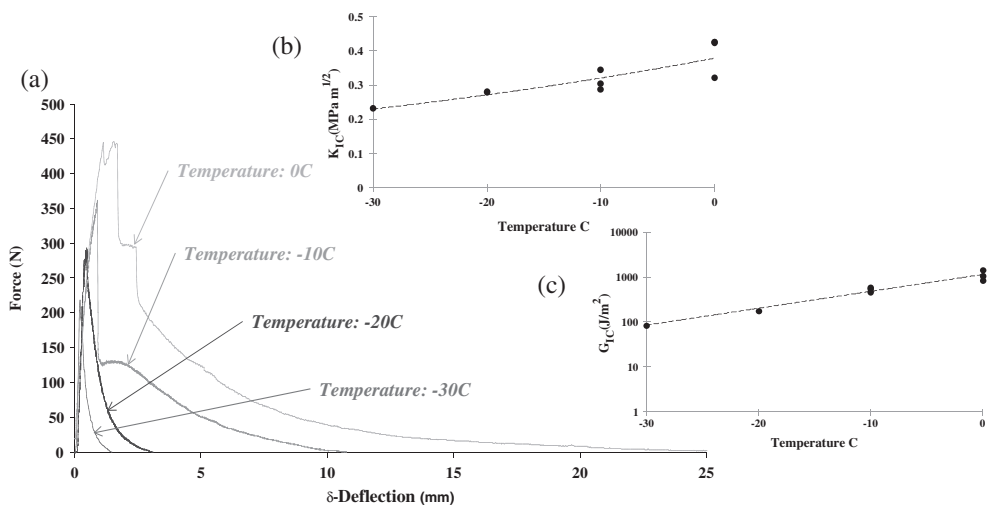 (a)
500
450
400
350
300
250
200
150
100
50
0
Force (N)
0
5
10
15
20
25
δ-Deflection (mm)
Temperature: 0C
Temperature: -10C
Temperature: -20C
Temperature: -30C
(b)
0.5
0.4
0.3
0.2
0.1
0
K_IC(MPa m^1/2)
-30
-20
-10
0
Temperature C
(c)
10000
1000
100
10
1
G_IC(J/m²)
-30
-20
-10
0
Temperature C